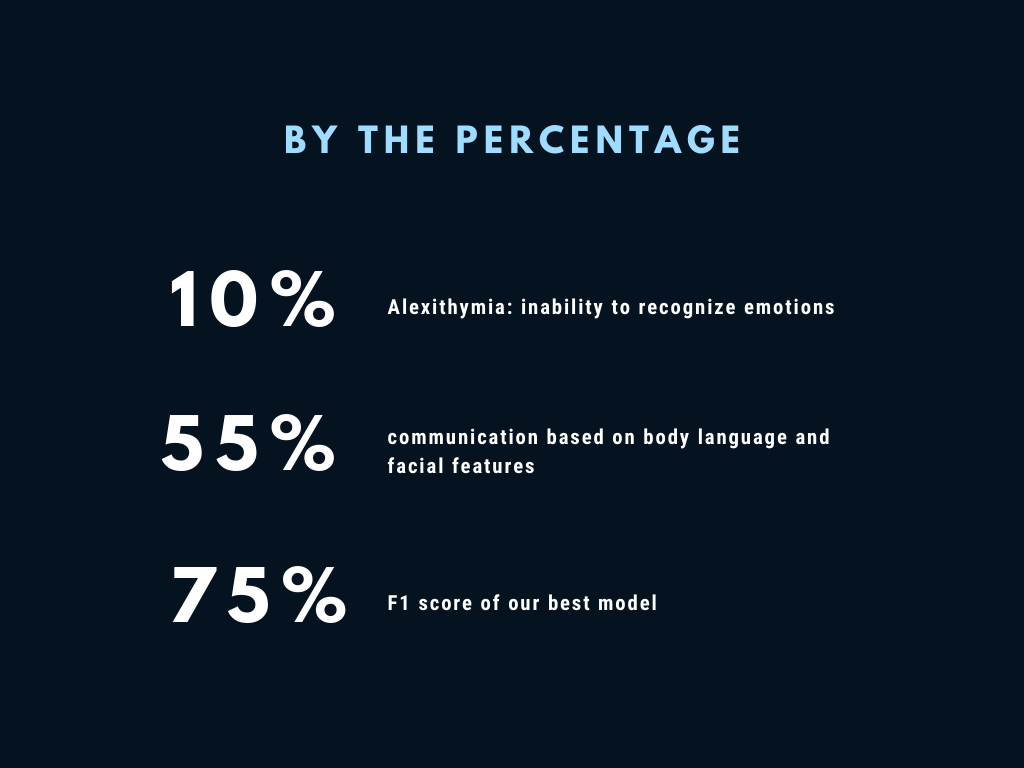 BY THE PERCENTAGE
10%
Alexithymia: inability to recognize emotions
55%
communication based on body language and
facial features
75%
F1 score of our best model